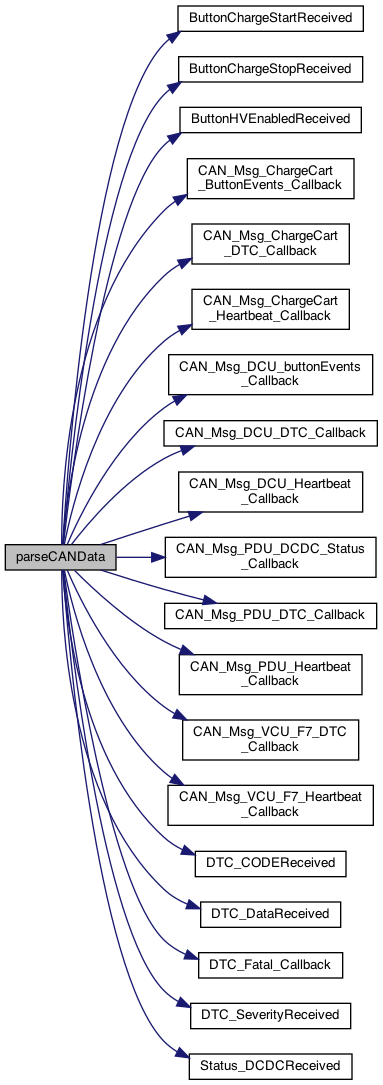 ButtonChargeStartReceived
ButtonChargeStopReceived
ButtonHVEnabledReceived
CAN_Msg_ChargeCart
_ButtonEvents_Callback
CAN_Msg_ChargeCart
_DTC_Callback
CAN_Msg_ChargeCart
_Heartbeat_Callback
CAN_Msg_DCU_buttonEvents
_Callback
CAN_Msg_DCU_DTC_Callback
CAN_Msg_DCU_Heartbeat
_Callback
parseCANData
CAN_Msg_PDU_DCDC_Status
_Callback
CAN_Msg_PDU_DTC_Callback
CAN_Msg_PDU_Heartbeat
_Callback
CAN_Msg_VCU_F7_DTC
_Callback
CAN_Msg_VCU_F7_Heartbeat
_Callback
DTC_CODEReceived
DTC_DataReceived
DTC_Fatal_Callback
DTC_SeverityReceived
Status_DCDCReceived